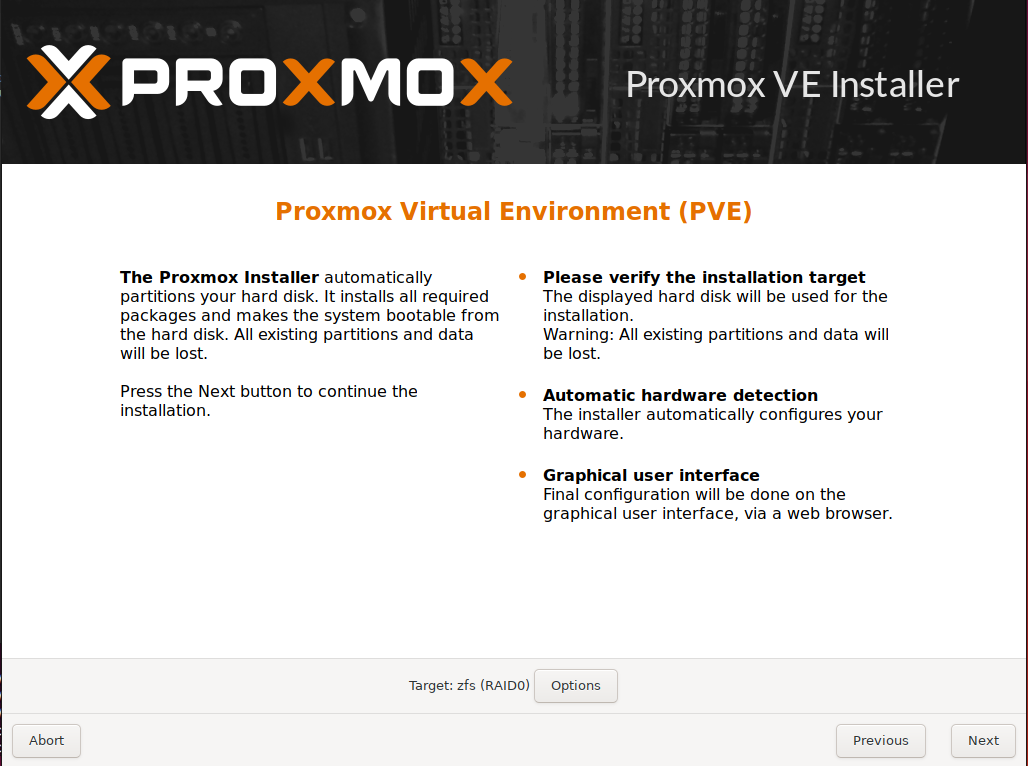 PROXMOX
Proxmox VE Installer
Proxmox Virtual Environment (PVE)
The Proxmox Installer automatically
partitions your hard disk. It installs all required
packages and makes the system bootable from
the hard disk. All existing partitions and data
will be lost.
Press the Next button to continue the
installation.
Please verify the installation target
The displayed hard disk will be used for the
installation.
Warning: All existing partitions and data will
be lost.
Automatic hardware detection
The installer automatically configures your
hardware.
Graphical user interface
Final configuration will be done on the
graphical user interface, via a web browser.
Target: zfs (RAID0) Options
Abort Previous Next